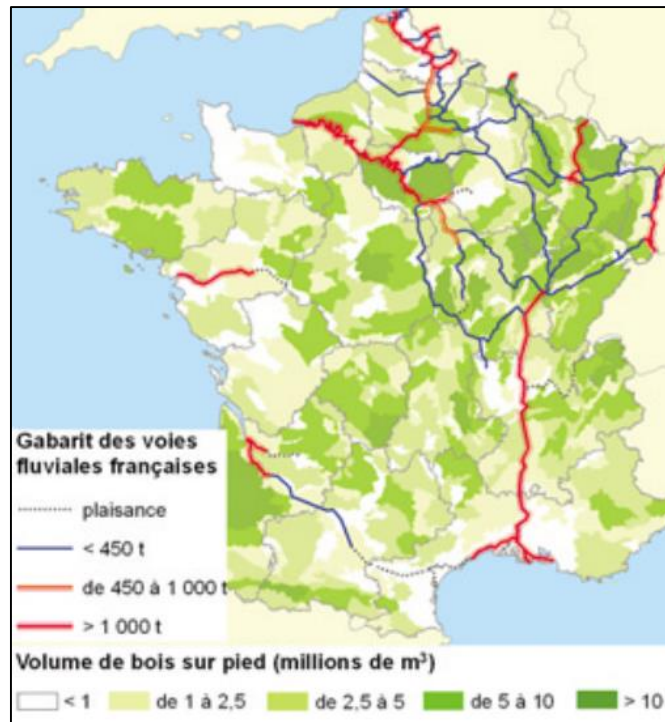 Gabarit des voies
fluviales françaises
plaisance
< 450 t
de 450 à 1 000 t
> 1 000 t
Volume de bois sur pied (millions de m³)
< 1 de 1 à 2,5 de 2,5 à 5 de 5 à 10 > 10